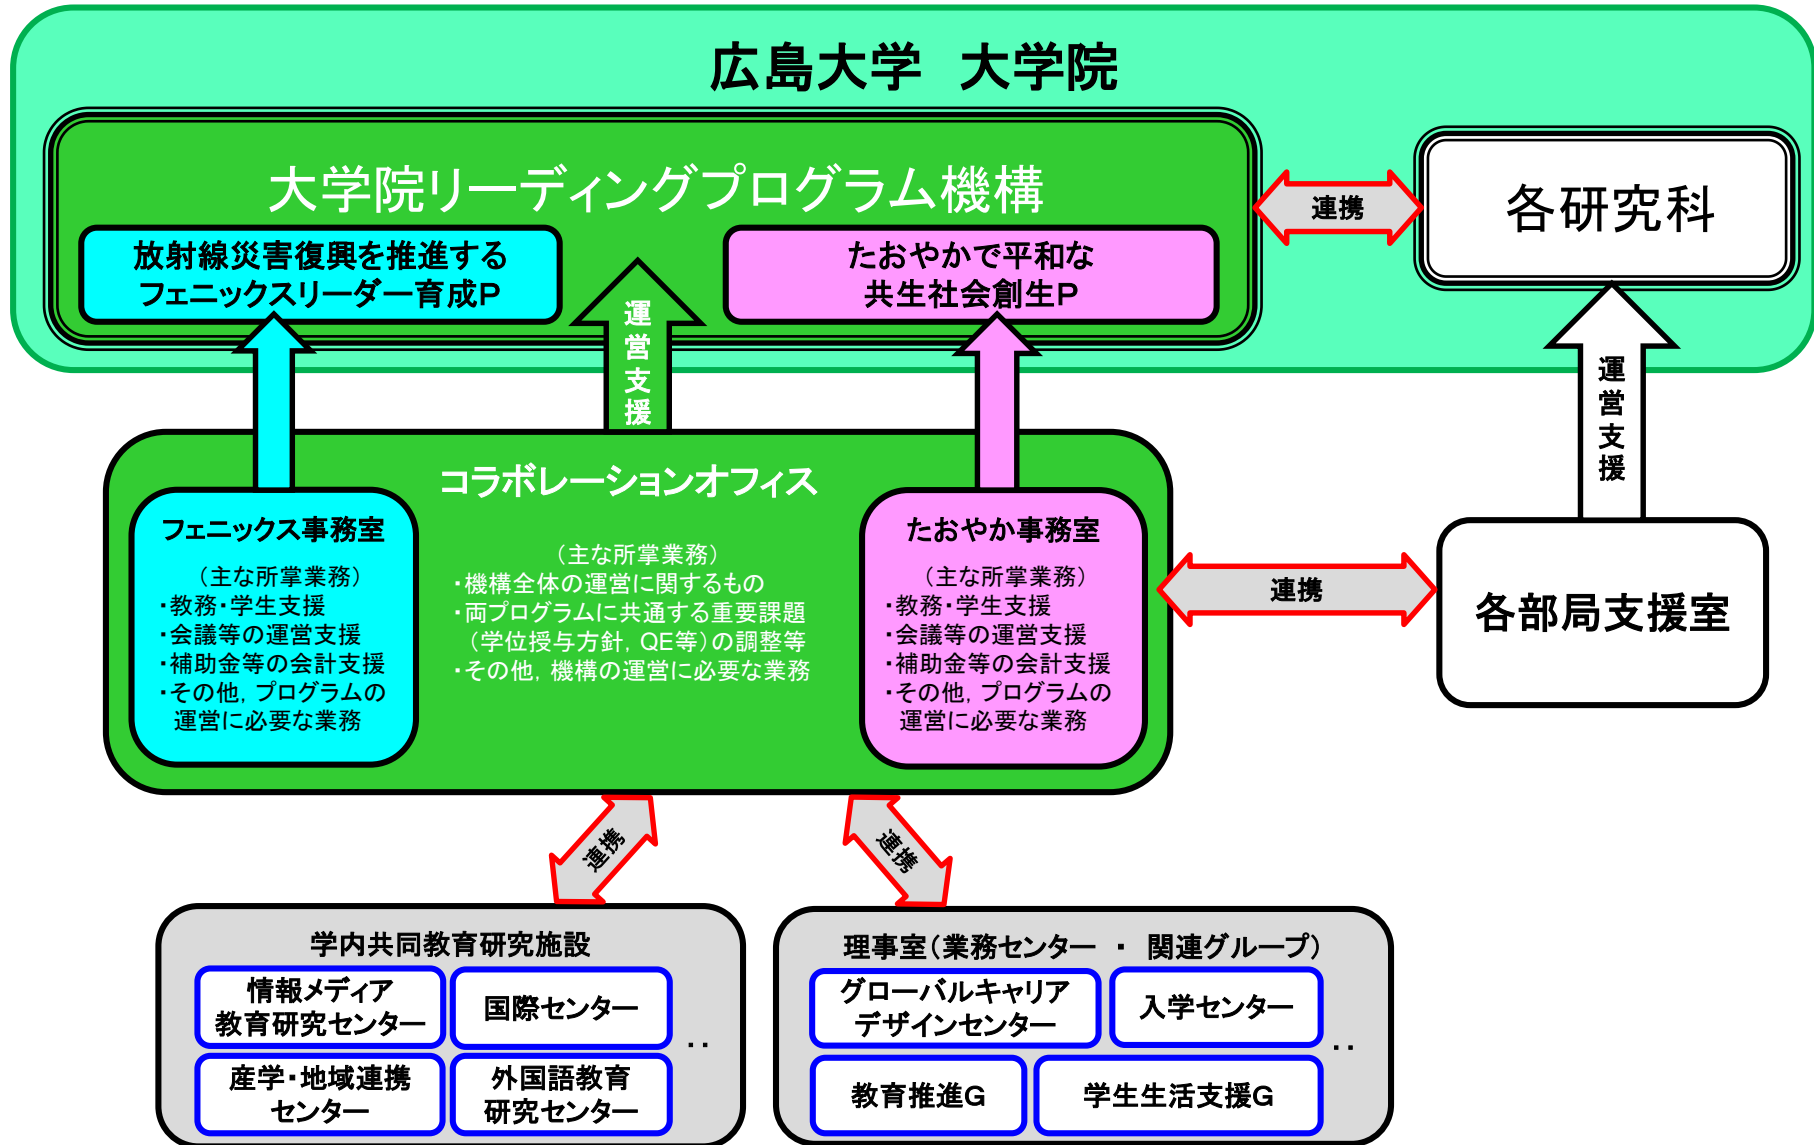 広島大学　大学院
大学院リーディングプログラム機構
放射線災害復興を推進する
フェニックスリーダー育成P
たおやかで平和な
共生社会創生P
連携
各研究科
運営支援
運営支援
コラボレーションオフィス
フェニックス事務室
（主な所掌業務）
・教務・学生支援
・会議等の運営支援
・補助金等の会計支援
・その他，プログラムの
運営に必要な業務
（主な所掌業務）
・機構全体の運営に関するもの
・両プログラムに共通する重要課題
（学位授与方針，QE等）の調整等
・その他，機構の運営に必要な業務
たおやか事務室
（主な所掌業務）
・教務・学生支援
・会議等の運営支援
・補助金等の会計支援
・その他，プログラムの
運営に必要な業務
連携
各部局支援室
連携
連携
学内共同教育研究施設
情報メディア
教育研究センター
国際センター
産学・地域連携
センター
外国語教育
研究センター
‥
理事室（業務センター ・ 関連グループ）
グローバルキャリア
デザインセンター
入学センター
教育推進G
学生生活支援G
‥